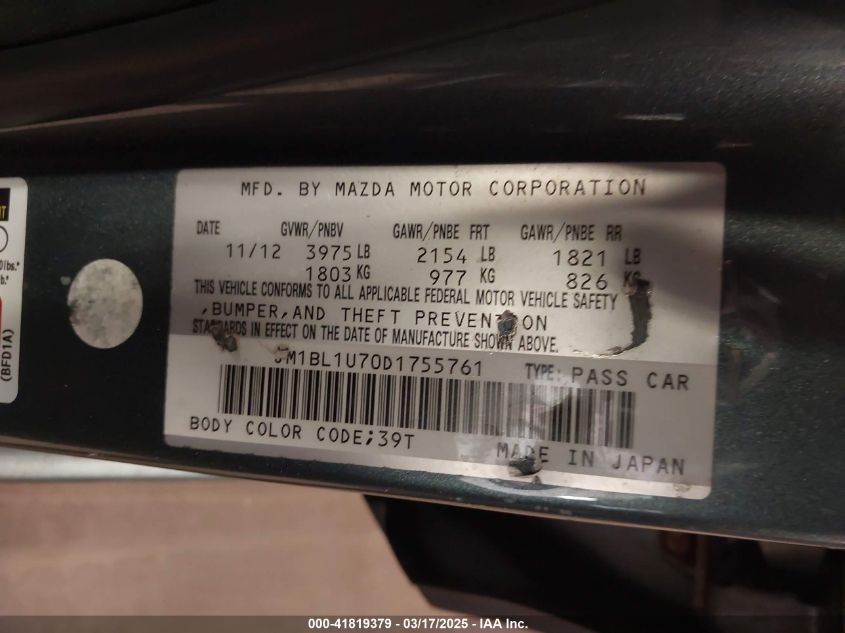 MFD. BY MAZDA MOTOR CORPORATION
DATE GVWR/PNBV GAWR/PNBE FRT GAWR/PNBE RR
11/12 3975 LB 2154 LB 1821 LB
1803 KG 977 KG 826 KG
THIS VEHICLE CONFORMS TO ALL APPLICABLE FEDERAL MOTOR VEHICLE SAFETY
,BUMPER,AND THEFT PREVENTION
STANDARDS IN EFFECT ON THE DATE OF MANUFACTURE SHOWN ABOVE.
JM1BL1U70D1755761 TYPE: PASS CAR
BODY COLOR CODE;39T
MADE IN JAPAN
(BFD1A)
000-41819379 - 03/17/2025 - IAA Inc.